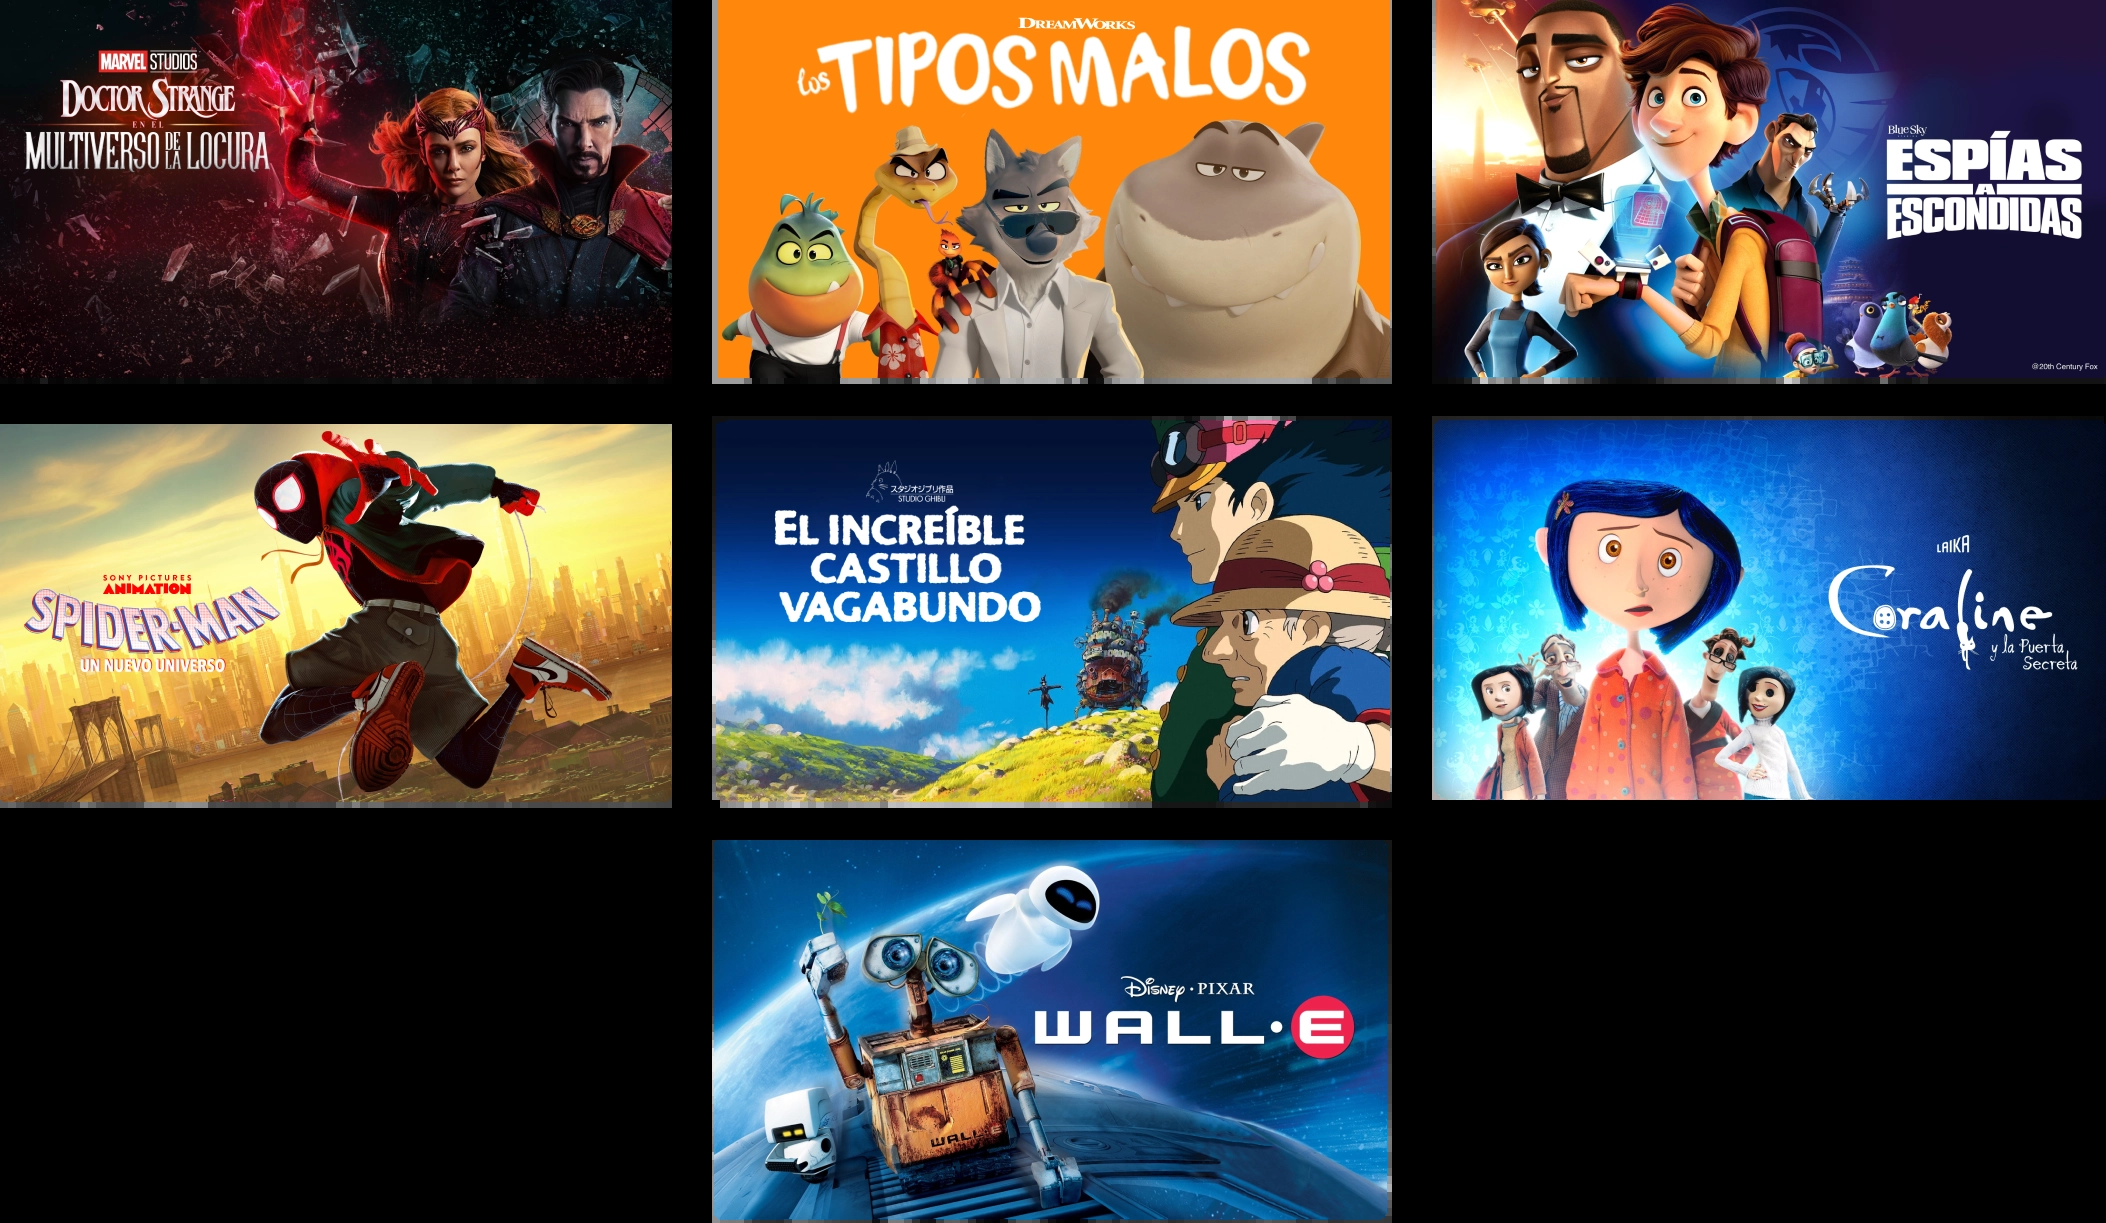 MARVEL STUDIOS
DOCTOR STRANGE
EN EL
MULTIVERSO DE LA LOCURA
DREAMWORKS
los TIPOS MALOS
Blue Sky
ESPÍAS
A
ESCONDIDAS
@20th Century Fox
SONY PICTURES
ANIMATION
SPIDER-MAN
UN NUEVO UNIVERSO
スタジオジブリ作品
STUDIO GHIBLI
EL INCREÍBLE
CASTILLO
VAGABUNDO
LAIKA
Coraline
y la Puerta
Secreta
DISNEY · PIXAR
WALL·E
WALL·E